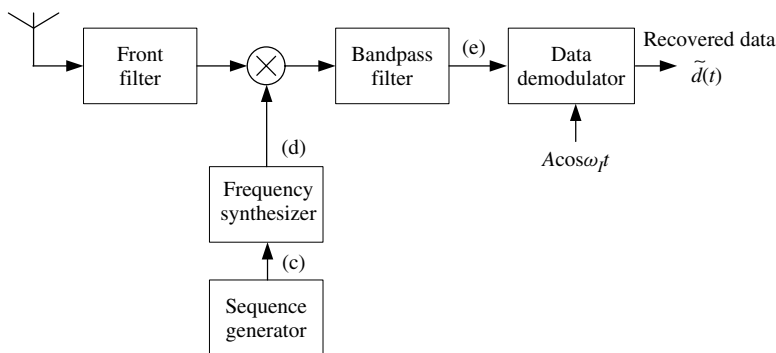 Front
filter
Bandpass
filter
(e)
Data
demodulator
Recovered data
d̃(t)
(d)
Acosω_I t
Frequency
synthesizer
(c)
Sequence
generator